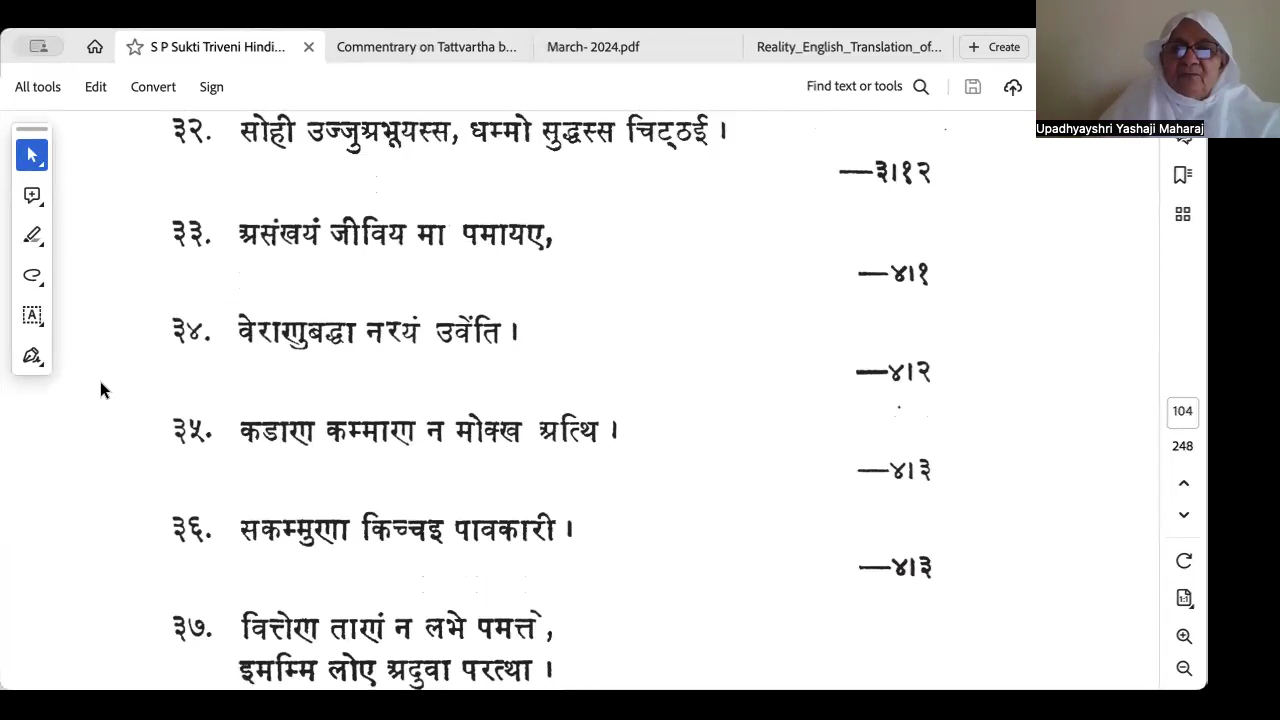 S P Sukti Triveni Hindi...
Commentrary on Tattvartha b...
March- 2024.pdf
Reality_English_Translation_of...
Create
All tools
Edit
Convert
Sign
Find text or tools
Upadhyayshri Yashaji Maharaj
३२. सोही उज्जुअभूयस्स, धम्मो सुद्धस्स चिट्ठई ।
—३।१२
३३. असंखयं जीविय मा पमायए,
—४।१
३४. वेराणुबद्धा नरयं उवेंति ।
—४।२
३५. कडाण कम्माण न मोक्ख अत्थि ।
—४।३
३६. सकम्मुणा किच्चइ पावकारी ।
—४।३
३७. वित्तेण ताणं न लभे पमत्ते,
इमम्मि लोए अदुवा परत्था ।
104
248